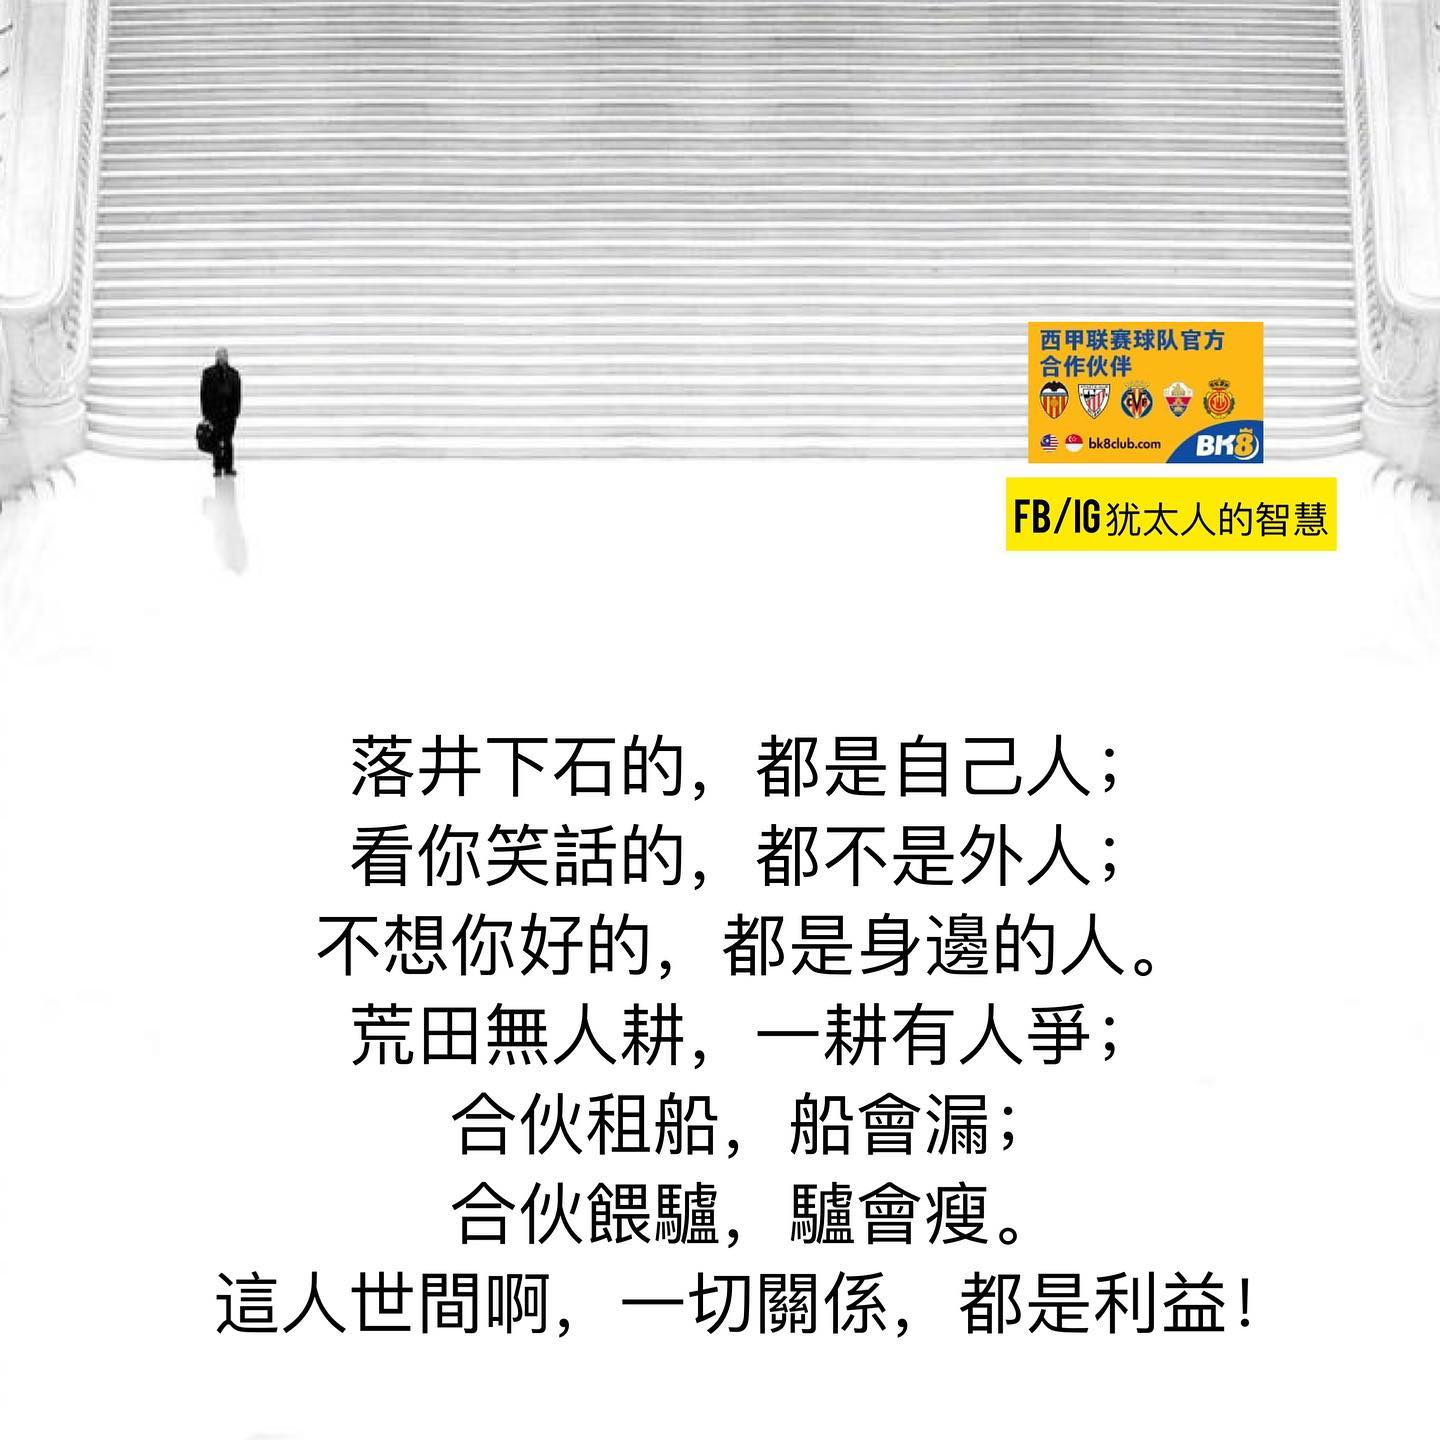 西甲联赛球队官方
合作伙伴
bk8club.com
BK8
FB/IG犹太人的智慧
落井下石的，都是自己人；
看你笑話的，都不是外人；
不想你好的，都是身邊的人。
荒田無人耕，一耕有人爭；
合伙租船，船會漏；
合伙餵驢，驢會瘦。
這人世間啊，一切關係，都是利益！